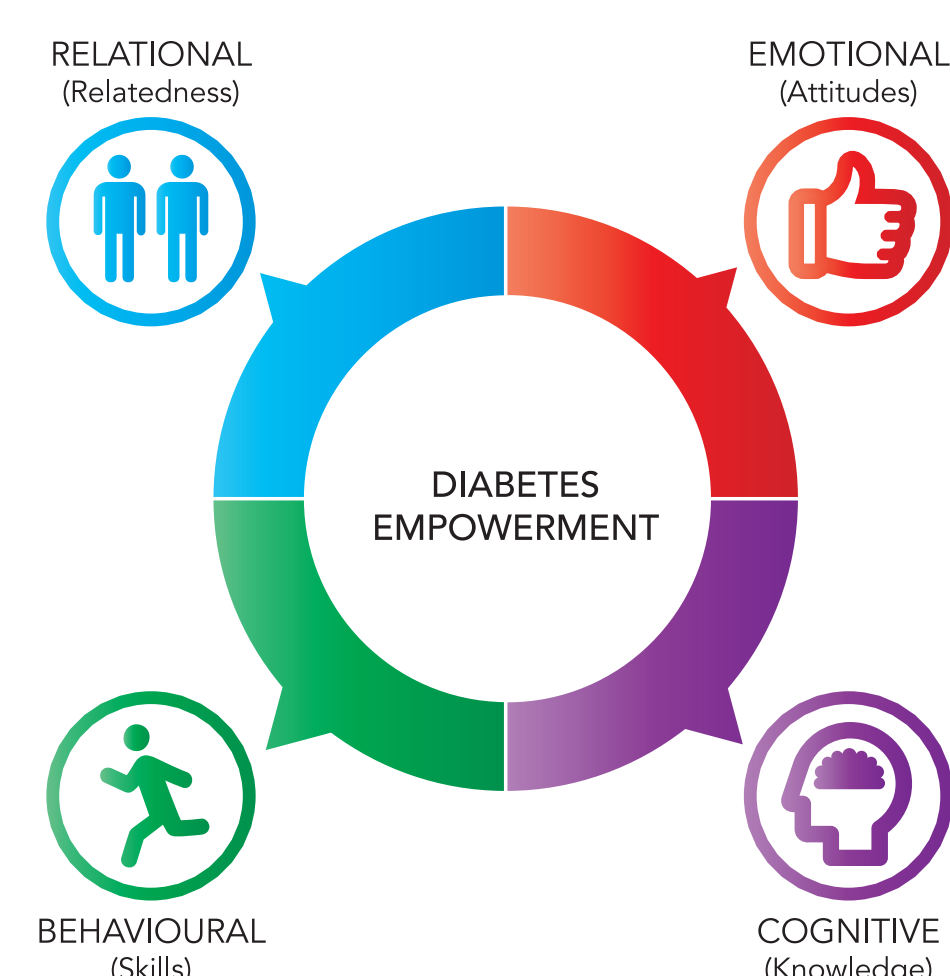 RELATIONAL
(Relatedness)
EMOTIONAL
(Attitudes)
DIABETES
EMPOWERMENT
BEHAVIOURAL
(Skills)
COGNITIVE
(Knowledge)